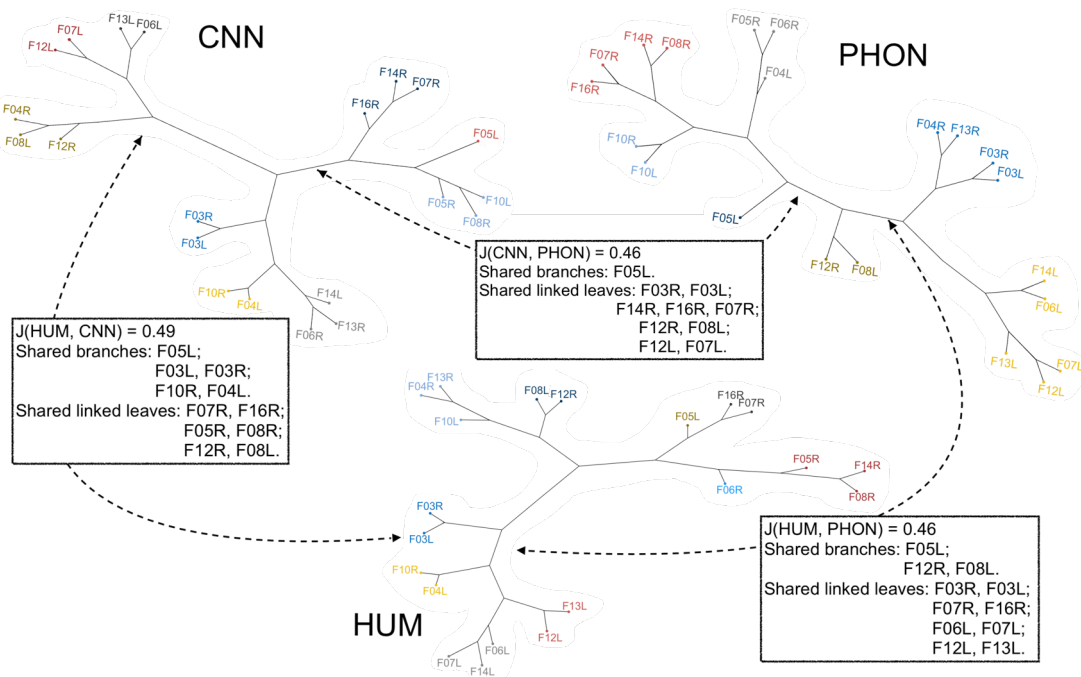 CNN
F13L
F06L
F07L
F12L
F04R
F08L
F12R
F14R
F07R
F16R
F05L
F05R
F10L
F08R
F03R
F03L
F10R
F04L
F14L
F13R
F06R
PHON
F05R
F06R
F14R
F08R
F07R
F16R
F04L
F10R
F10L
F04R
F13R
F03R
F03L
F05L
F12R
F08L
F14L
F06L
F13L
F07L
F12L
J(CNN, PHON) = 0.46
Shared branches: F05L.
Shared linked leaves: F03R, F03L;
F14R, F16R, F07R;
F12R, F08L;
F12L, F07L.
J(HUM, CNN) = 0.49
Shared branches: F05L;
F03L, F03R;
F10R, F04L.
Shared linked leaves: F07R, F16R;
F05R, F08R;
F12R, F08L.
HUM
F13R
F04R
F10L
F08L
F12R
F16R
F07R
F05L
F05R
F14R
F08R
F06R
F03R
F03L
F10R
F04L
F13L
F12L
F06L
F07L
F14L
J(HUM, PHON) = 0.46
Shared branches: F05L;
F12R, F08L.
Shared linked leaves: F03R, F03L;
F07R, F16R;
F06L, F07L;
F12L, F13L.